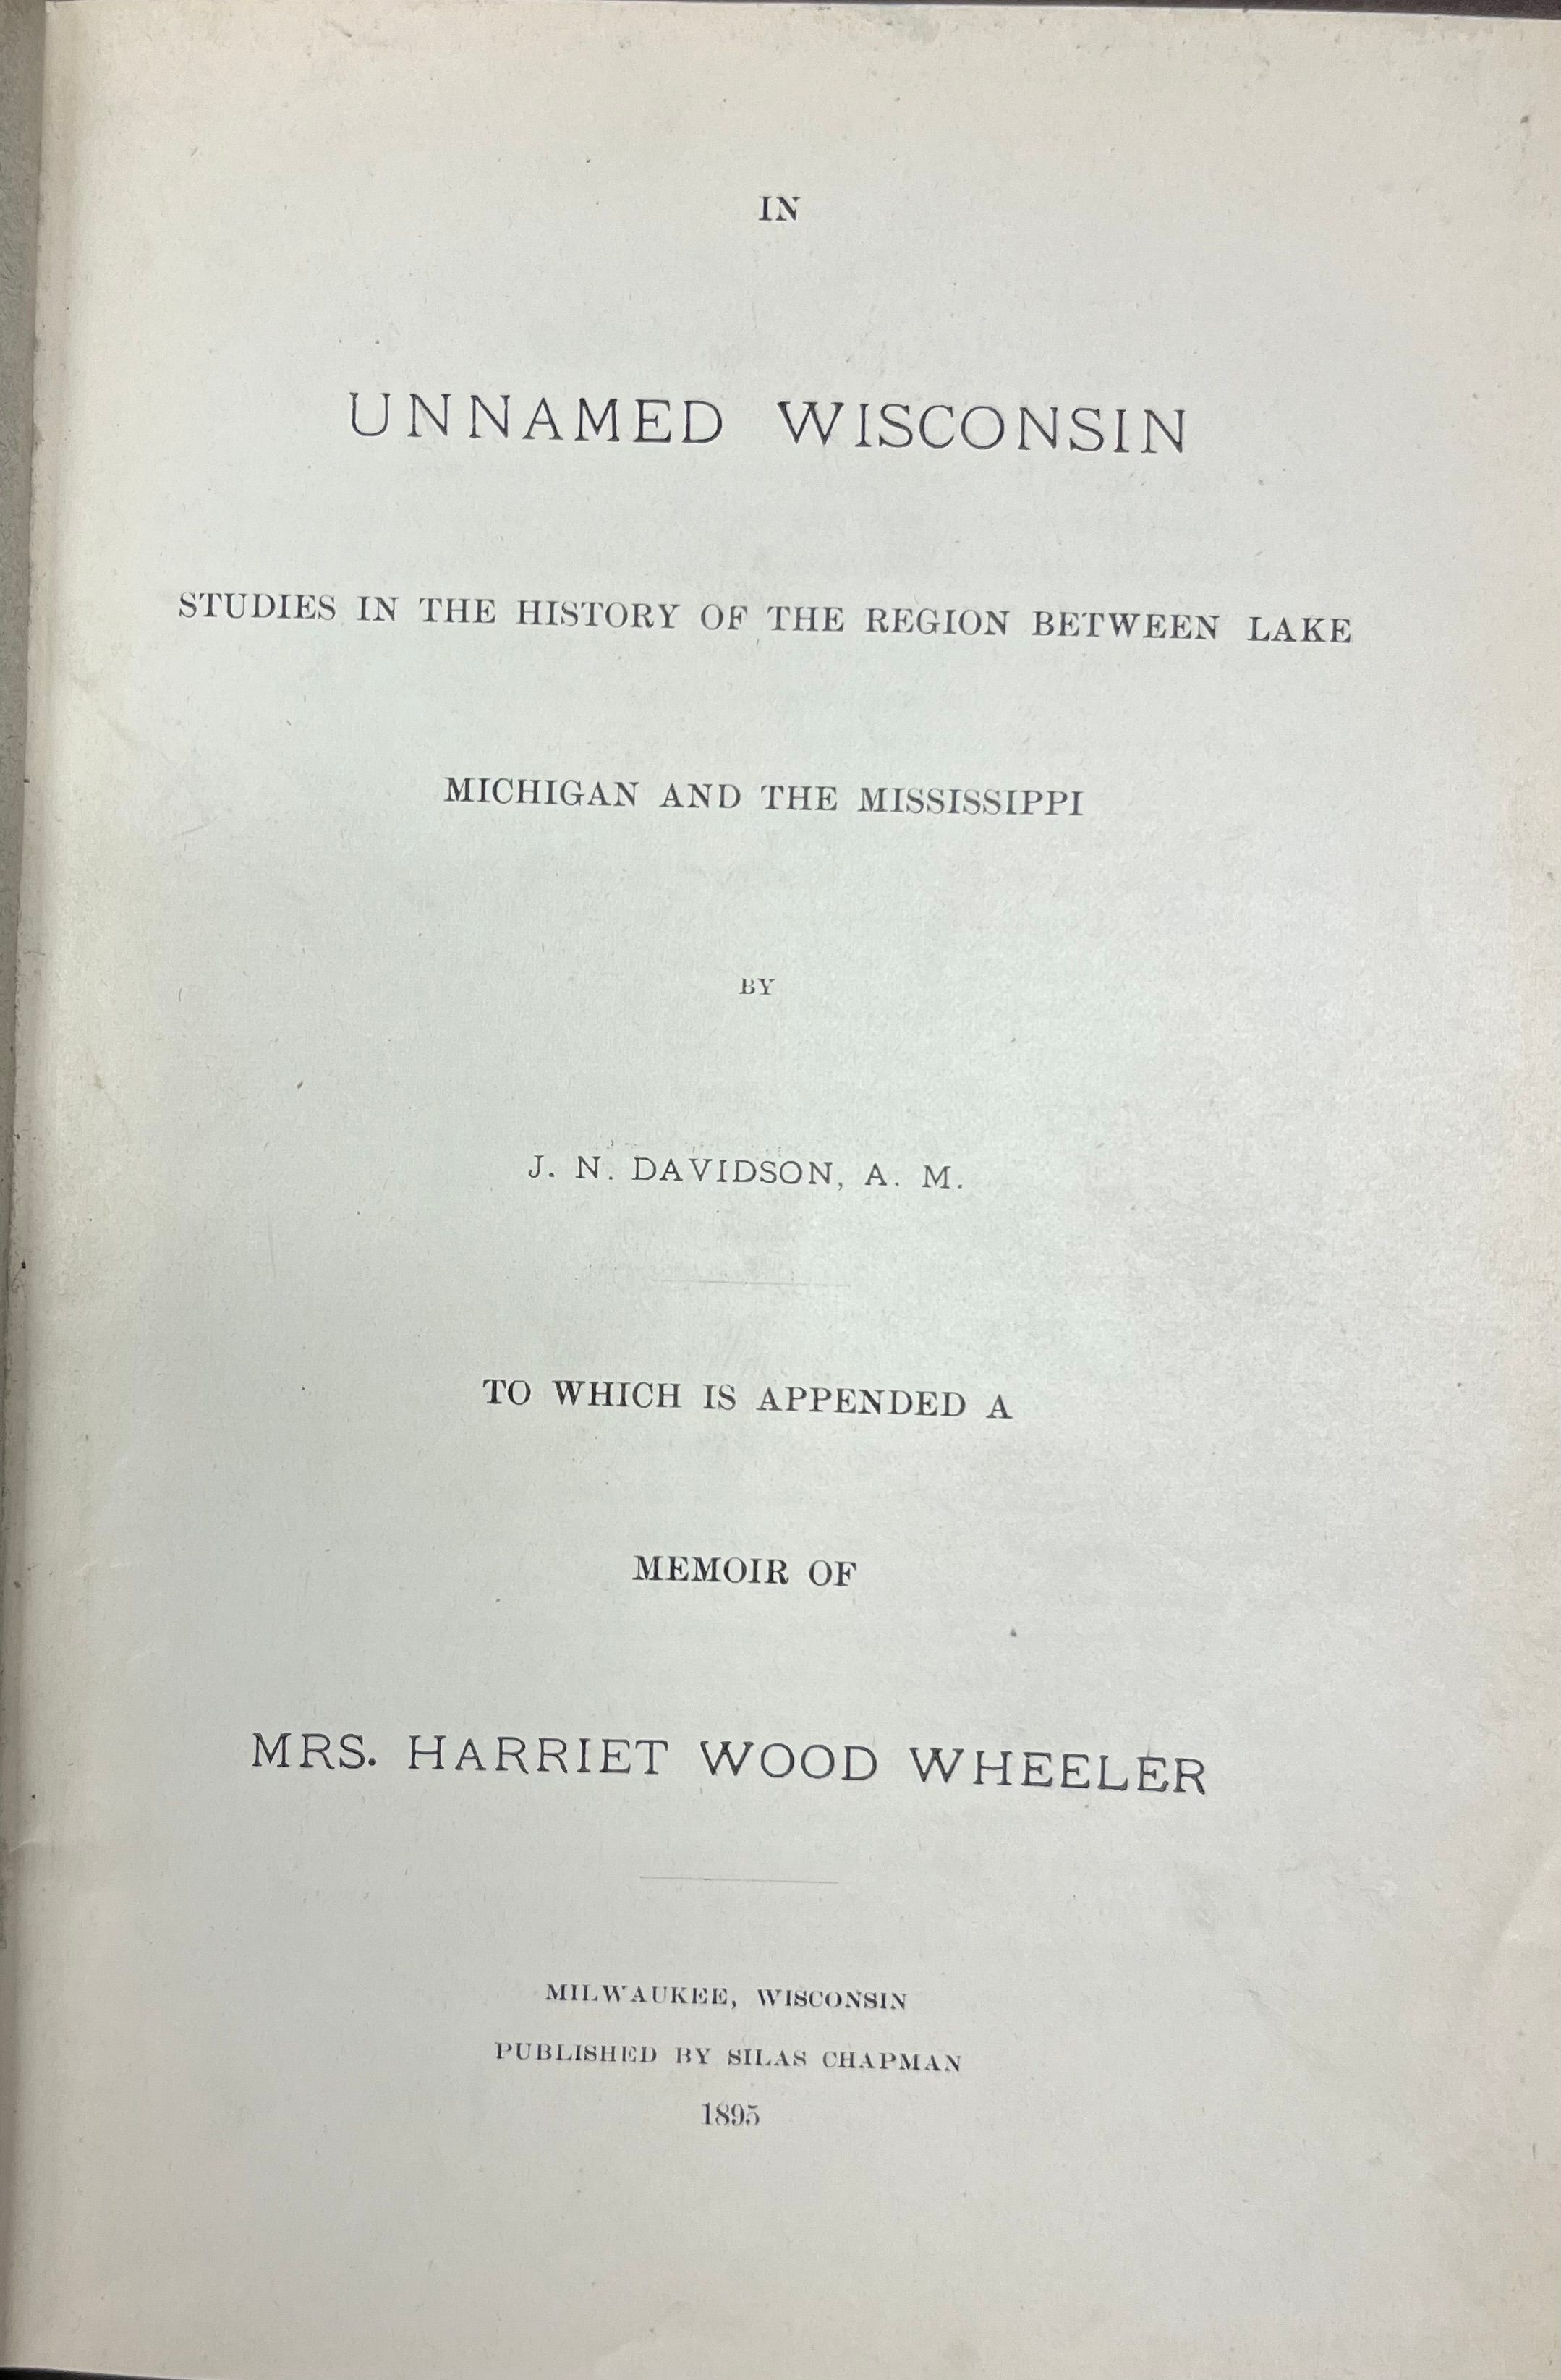 IN
UNNAMED WISCONSIN
STUDIES IN THE HISTORY OF THE REGION BETWEEN LAKE
MICHIGAN AND THE MISSISSIPPI
BY
J. N. DAVIDSON, A. M.
TO WHICH IS APPENDED A
MEMOIR OF
MRS. HARRIET WOOD WHEELER
MILWAUKEE, WISCONSIN
PUBLISHED BY SILAS CHAPMAN
1895